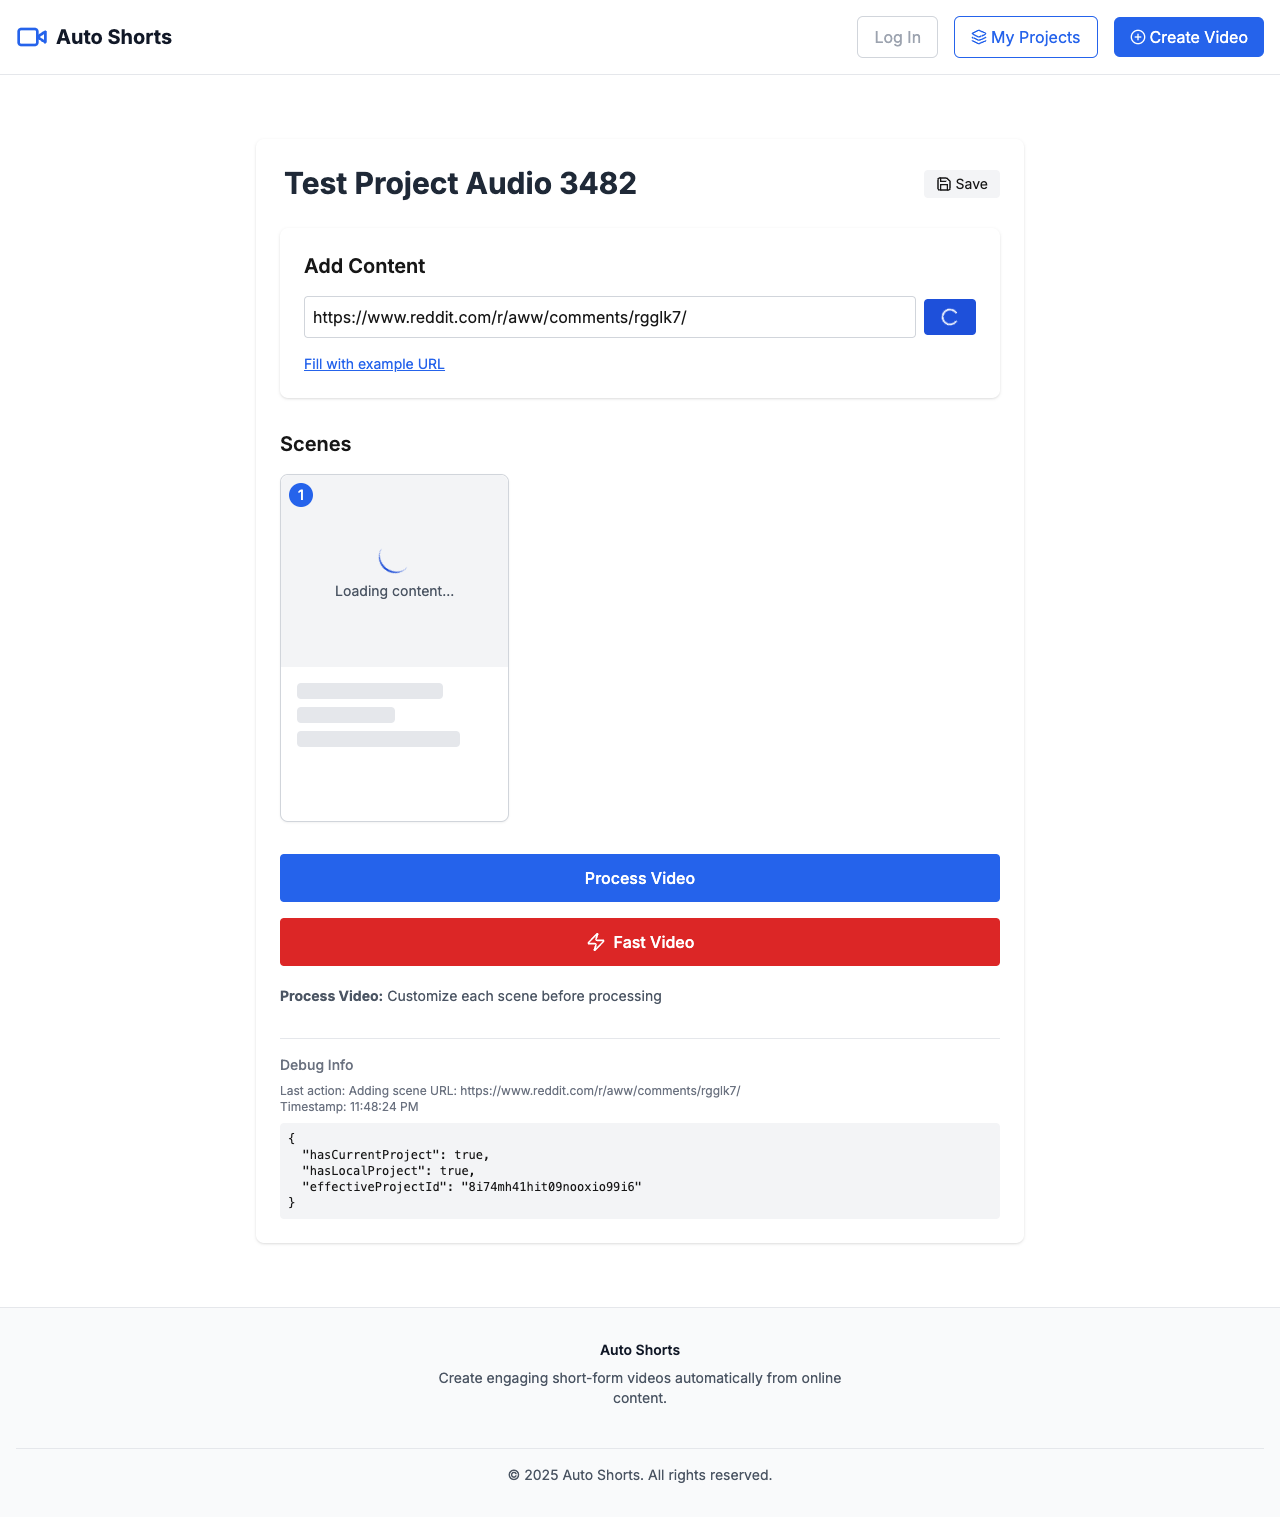 Auto Shorts
Log In
My Projects
Create Video
Test Project Audio 3482
Save
Add Content
https://www.reddit.com/r/aww/comments/rgglk7/
Fill with example URL
Scenes
1
Loading content...
Process Video
Fast Video
Process Video: Customize each scene before processing
Debug Info
Last action: Adding scene URL: https://www.reddit.com/r/aww/comments/rgglk7/
Timestamp: 11:48:24 PM
{
  "hasCurrentProject": true,
  "hasLocalProject": true,
  "effectiveProjectId": "8i74mh41hit09nooxio99i6"
}
Auto Shorts
Create engaging short-form videos automatically from online
content.
© 2025 Auto Shorts. All rights reserved.